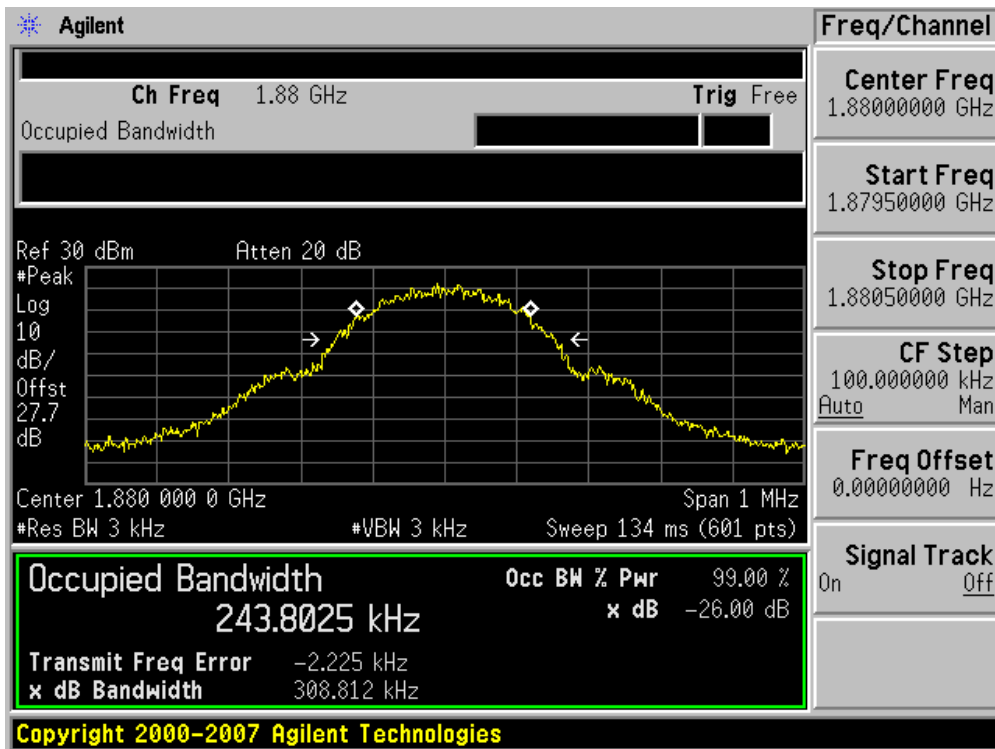 Agilent
Freq/Channel
Ch Freq 1.88 GHz Trig Free
Occupied Bandwidth
Center Freq
1.88000000 GHz
Start Freq
1.87950000 GHz
Stop Freq
1.88050000 GHz
CF Step
100.000000 kHz
Auto Man
Freq Offset
0.00000000 Hz
Signal Track
On Off
Ref 30 dBm Atten 20 dB
#Peak
Log
10
dB/
Offst
27.7
dB
Center 1.880 000 0 GHz Span 1 MHz
#Res BW 3 kHz #VBW 3 kHz Sweep 134 ms (601 pts)
Occupied Bandwidth
243.8025 kHz
Occ BW % Pwr 99.00 %
x dB -26.00 dB
Transmit Freq Error -2.225 kHz
x dB Bandwidth 308.812 kHz
Copyright 2000-2007 Agilent Technologies